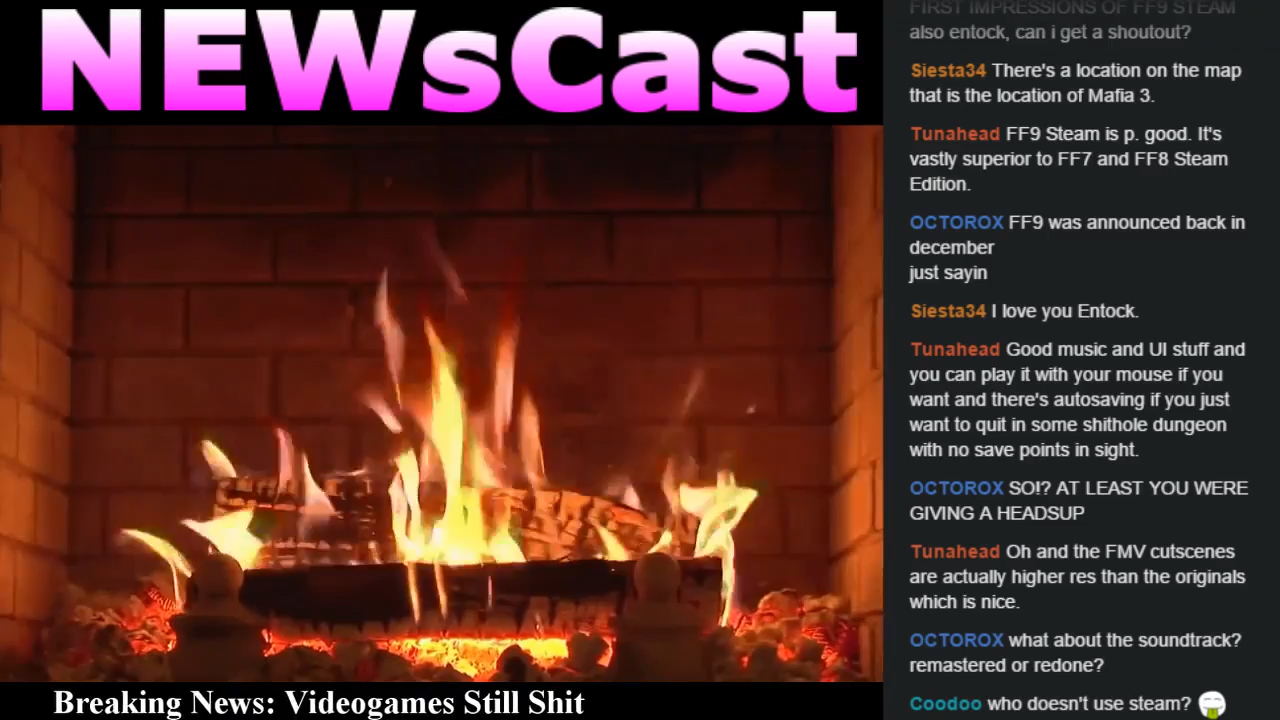 NEWsCast
FIRST IMPRESSIONS OF FF9 STEAM
also entock, can i get a shoutout?
Siesta34 There's a location on the map
that is the location of Mafia 3.
Tunahead FF9 Steam is p. good. It's
vastly superior to FF7 and FF8 Steam
Edition.
OCTOROX FF9 was announced back in
december
just sayin
Siesta34 I love you Entock.
Tunahead Good music and UI stuff and
you can play it with your mouse if you
want and there's autosaving if you just
want to quit in some shithole dungeon
with no save points in sight.
OCTOROX SO!? AT LEAST YOU WERE
GIVING A HEADSUP
Tunahead Oh and the FMV cutscenes
are actually higher res than the originals
which is nice.
OCTOROX what about the soundtrack?
remastered or redone?
Coodoo who doesn't use steam?
Breaking News: Videogames Still Shit